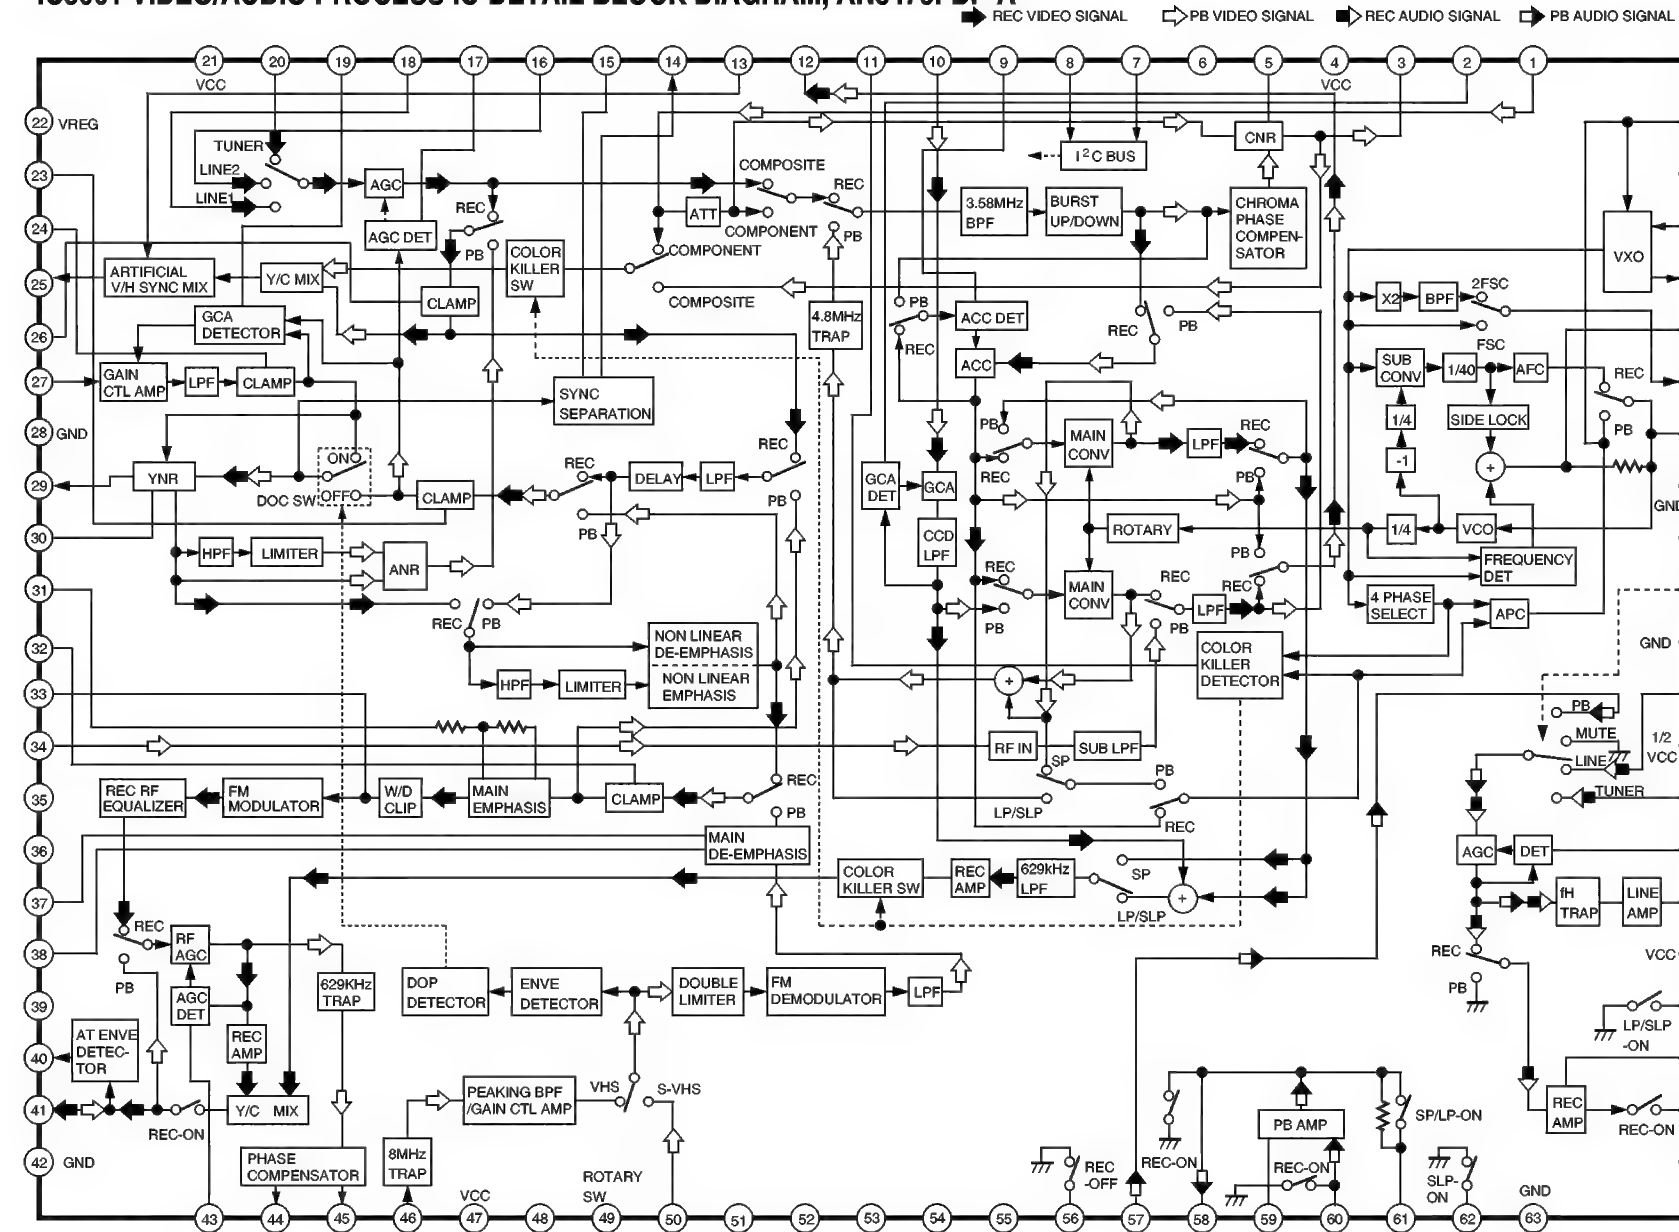 REC VIDEO SIGNAL
PB VIDEO SIGNAL
REC AUDIO SIGNAL
PB AUDIO SIGNAL
21
20
19
18
17
16
15
14
13
12
11
10
9
8
7
6
5
4
3
2
1
VCC
VCC
22
VREG
23
24
25
26
27
28
GND
29
30
31
32
33
34
35
36
37
38
39
40
41
42
GND
TUNER
LINE2
LINE1
AGC
AGC DET
REC
PB
COLOR
KILLER
SW
ARTIFICIAL
V/H SYNC MIX
Y/C MIX
CLAMP
GCA
DETECTOR
GAIN
CTL AMP
LPF
CLAMP
SYNC
SEPARATION
COMPOSITE
ATT
COMPONENT
COMPONENT
COMPOSITE
REC
PB
4.8MHz
TRAP
3.58MHz
BPF
BURST
UP/DOWN
I2C BUS
CNR
CHROMA
PHASE
COMPEN-
SATOR
PB
REC
ACC DET
ACC
REC
PB
VXO
X2
BPF
2FSC
FSC
SUB
CONV
1/40
AFC
REC
PB
1/4
SIDE LOCK
-1
+
1/4
VCO
FREQUENCY
DET
4 PHASE
SELECT
APC
GND
YNR
ON
OFF
DOC SW
CLAMP
REC
PB
DELAY
LPF
REC
PB
HPF
LIMITER
ANR
REC
PB
NON LINEAR
DE-EMPHASIS
NON LINEAR
EMPHASIS
HPF
LIMITER
GCA
DET
GCA
CCD
LPF
PB
REC
MAIN
CONV
LPF
REC
PB
ROTARY
PB
REC
REC
PB
MAIN
CONV
REC
PB
LPF
COLOR
KILLER
DETECTOR
+
RF IN
SUB LPF
SP
LP/SLP
PB
REC
REC RF
EQUALIZER
FM
MODULATOR
W/D
CLIP
MAIN
EMPHASIS
CLAMP
REC
PB
MAIN
DE-EMPHASIS
COLOR
KILLER SW
REC
AMP
629kHz
LPF
SP
LP/SLP
+
GND
PB
MUTE
LINE
TUNER
1/2
VCC
AGC
DET
fH
TRAP
LINE
AMP
REC
PB
VCC
LP/SLP
-ON
REC
AMP
REC-ON
REC
PB
RF
AGC
AGC
DET
REC
AMP
Y/C MIX
629KHz
TRAP
AT ENVE
DETEC-
TOR
REC-ON
PHASE
COMPENSATOR
DOP
DETECTOR
ENVE
DETECTOR
DOUBLE
LIMITER
FM
DEMODULATOR
LPF
8MHz
TRAP
PEAKING BPF
/GAIN CTL AMP
VHS
S-VHS
VCC
ROTARY
SW
REC
-OFF
REC-ON
PB AMP
REC-ON
SP/LP-ON
SLP-
ON
GND
43
44
45
46
47
48
49
50
51
52
53
54
55
56
57
58
59
60
61
62
63